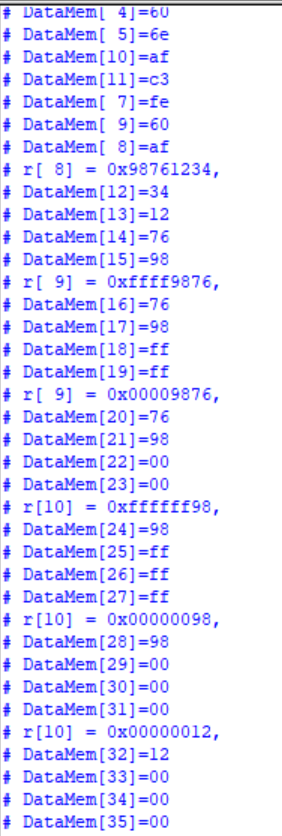 # DataMem[ 4]=60
# DataMem[ 5]=6e
# DataMem[10]=af
# DataMem[11]=c3
# DataMem[ 7]=fe
# DataMem[ 9]=60
# DataMem[ 8]=af
# r[ 8] = 0x98761234,
# DataMem[12]=34
# DataMem[13]=12
# DataMem[14]=76
# DataMem[15]=98
# r[ 9] = 0xffff9876,
# DataMem[16]=76
# DataMem[17]=98
# DataMem[18]=ff
# DataMem[19]=ff
# r[ 9] = 0x00009876,
# DataMem[20]=76
# DataMem[21]=98
# DataMem[22]=00
# DataMem[23]=00
# r[10] = 0xffffff98,
# DataMem[24]=98
# DataMem[25]=ff
# DataMem[26]=ff
# DataMem[27]=ff
# r[10] = 0x00000098,
# DataMem[28]=98
# DataMem[29]=00
# DataMem[30]=00
# DataMem[31]=00
# r[10] = 0x00000012,
# DataMem[32]=12
# DataMem[33]=00
# DataMem[34]=00
# DataMem[35]=00